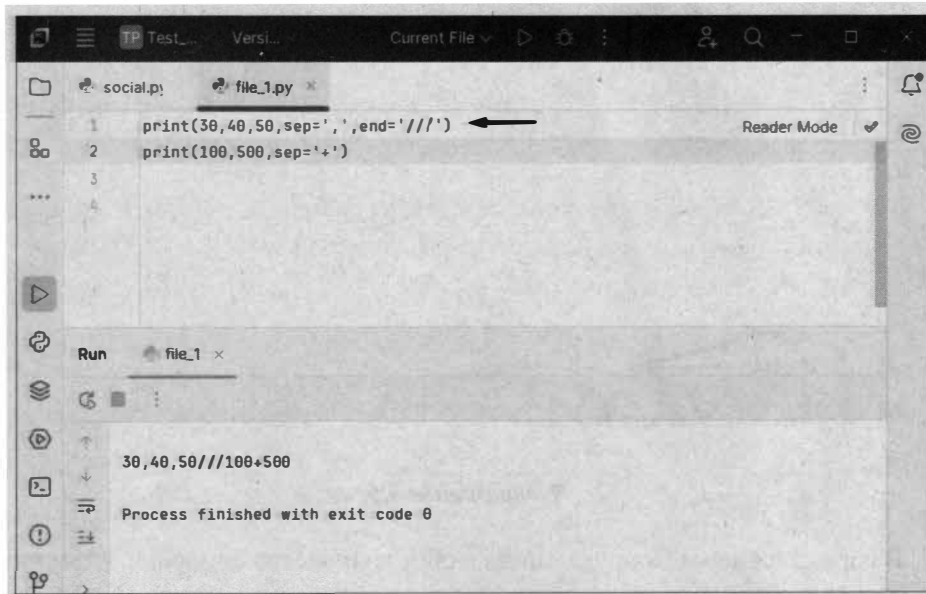 TP Test_... Versi... Current File
social.py file_1.py
1 print(30,40,50,sep=',',end='///')
Reader Mode
2 print(100,500,sep='+')
3
4
Run file_1
30,40,50///100+500
Process finished with exit code 0